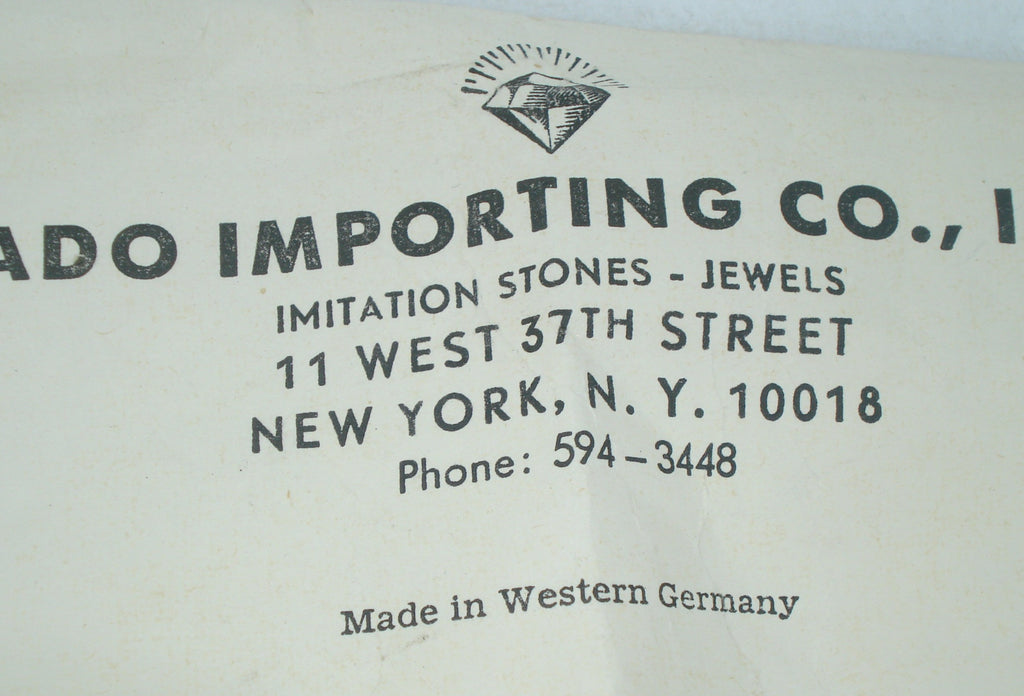 ADO IMPORTING CO., I
IMITATION STONES - JEWELS
11 WEST 37TH STREET
NEW YORK, N. Y. 10018
Phone: 594-3448
Made in Western Germany